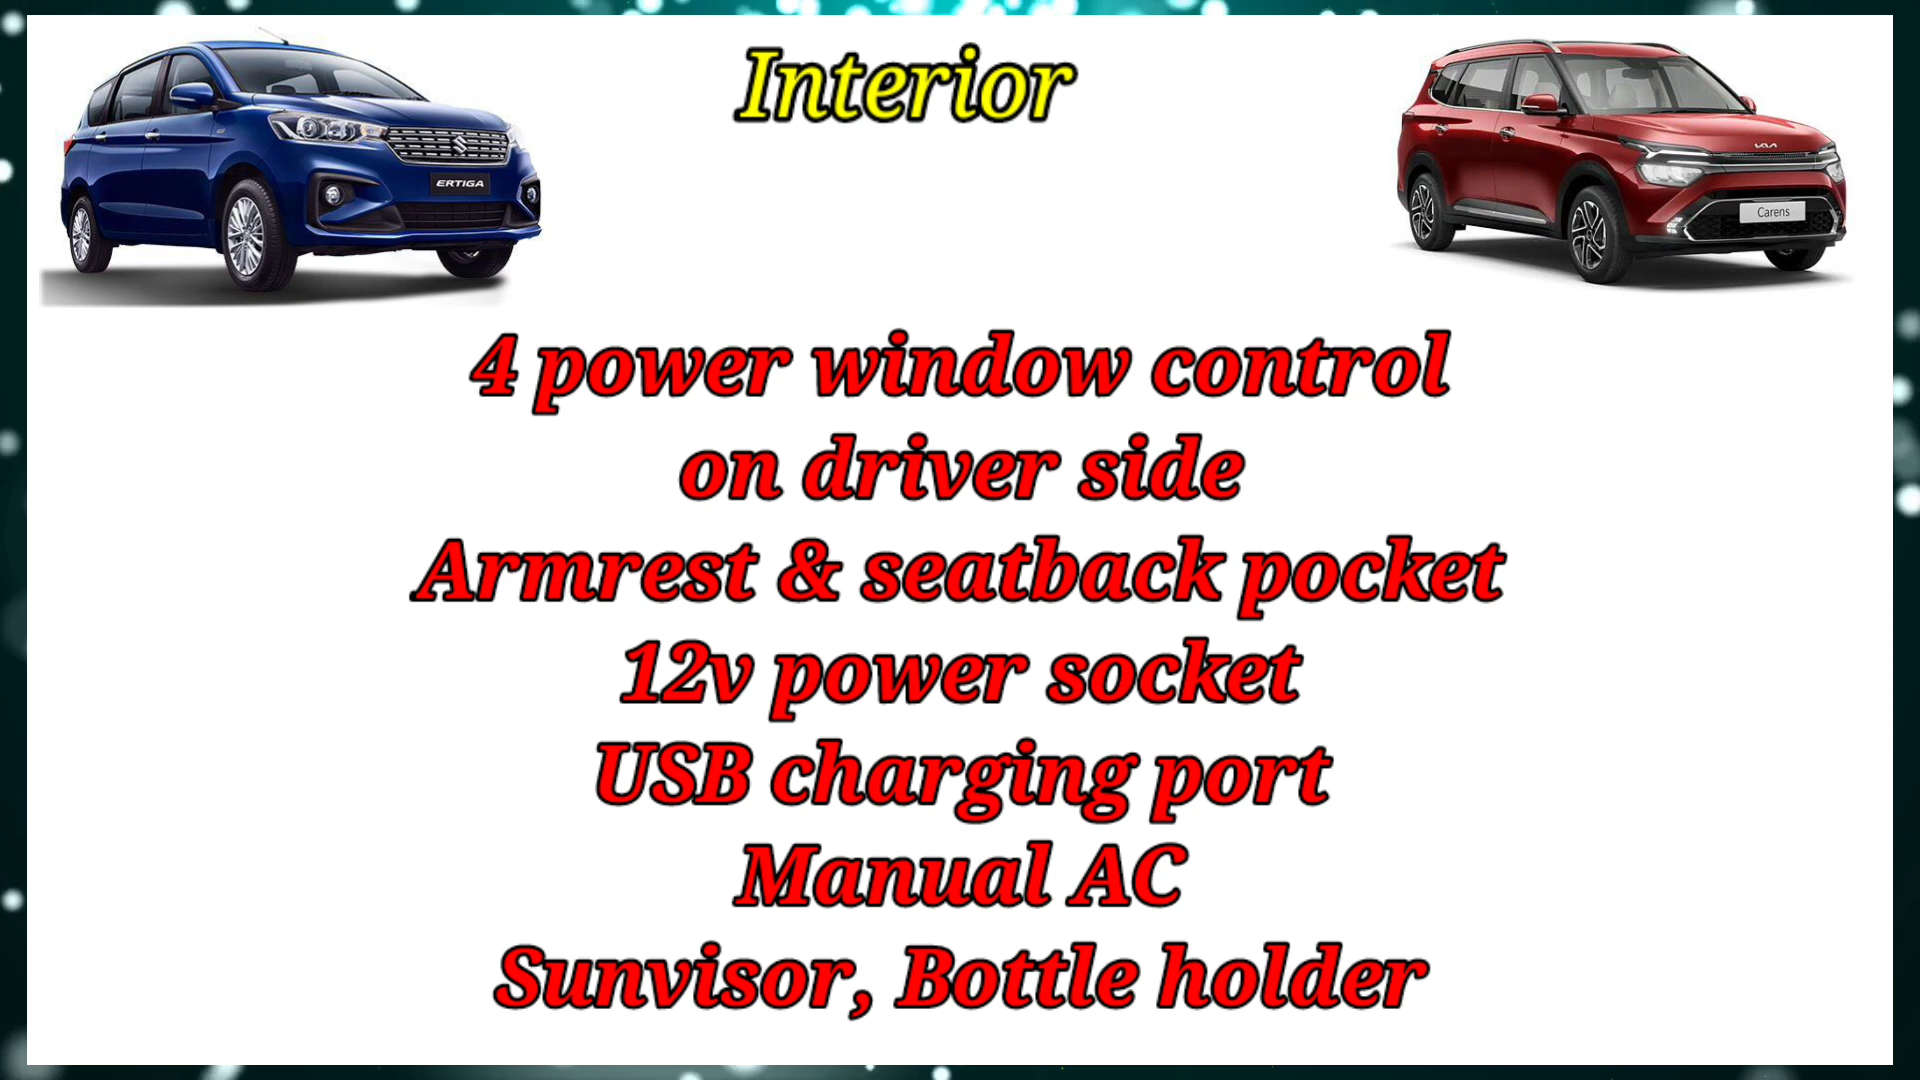 Interior
ERTIGA
KIA
Carens
4 power window control
on driver side
Armrest & seatback pocket
12v power socket
USB charging port
Manual AC
Sunvisor, Bottle holder